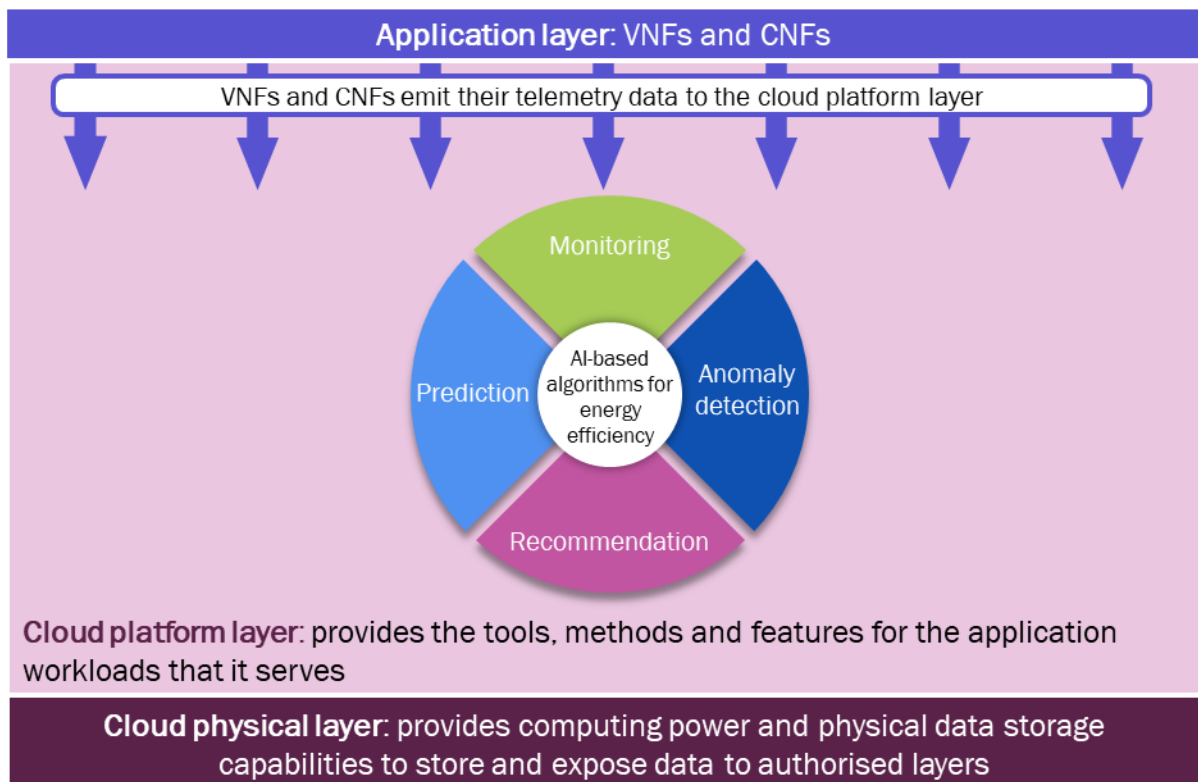 Application layer: VNFs and CNFs
VNFs and CNFs emit their telemetry data to the cloud platform layer
Monitoring
Prediction
AI-based
algorithms for
energy
efficiency
Anomaly
detection
Recommendation
Cloud platform layer: provides the tools, methods and features for the application
workloads that it serves
Cloud physical layer: provides computing power and physical data storage
capabilities to store and expose data to authorised layers